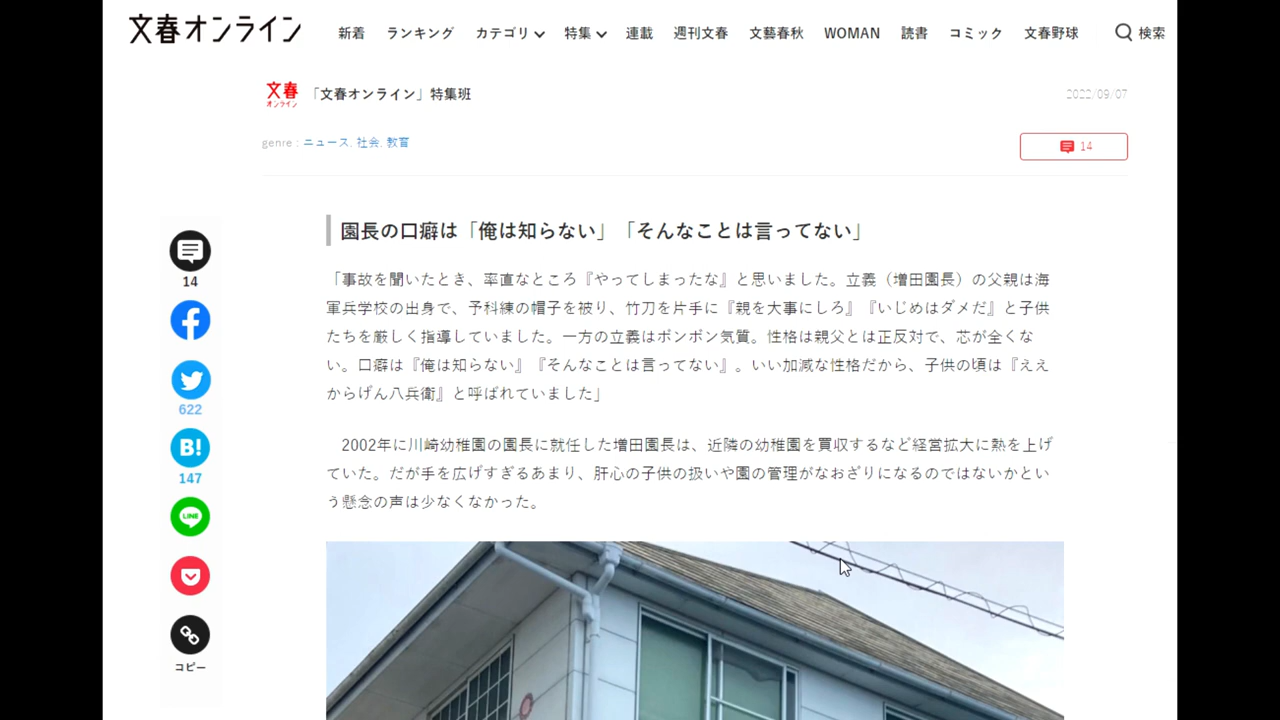 文春オンライン 新着 ランキング カテゴリ 特集 連載 週刊文春 文藝春秋 WOMAN 読書 コミック 文春野球 検索
文春 オンライン 「文春オンライン」特集班 2022/09/07
genre : ニュース, 社会, 教育
14
園長の口癖は「俺は知らない」「そんなことは言ってない」
「事故を聞いたとき、率直なところ『やってしまったな』と思いました。立義（増田園長）の父親は海
軍兵学校の出身で、予科練の帽子を被り、竹刀を片手に『親を大事にしろ』『いじめはダメだ』と子供
たちを厳しく指導していました。一方の立義はボンボン気質。性格は親父とは正反対で、芯が全くな
い。口癖は『俺は知らない』『そんなことは言ってない』。いい加減な性格だから、子供の頃は『ええ
からげん八兵衛』と呼ばれていました」
2002年に川崎幼稚園の園長に就任した増田園長は、近隣の幼稚園を買収するなど経営拡大に熱を上げ
ていた。だが手を広げすぎるあまり、肝心の子供の扱いや園の管理がなおざりになるのではないかとい
う懸念の声は少なくなかった。
14
622
B!
147
LINE
コピー